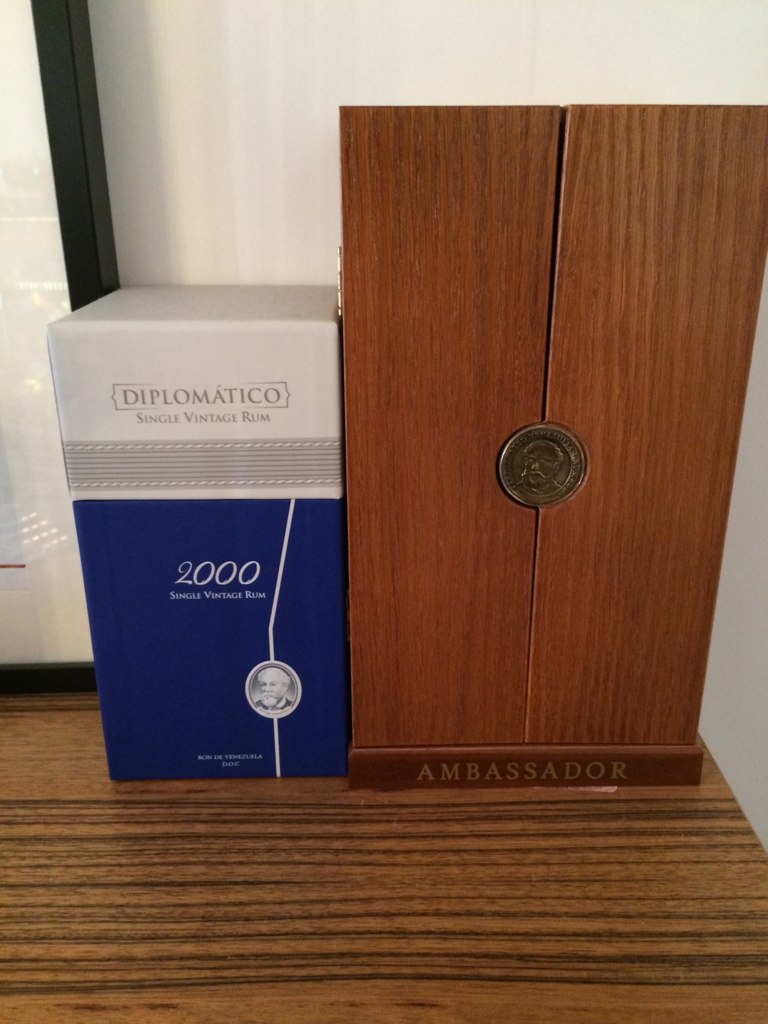 DIPLOMÁTICO
SINGLE VINTAGE RUM
2000
SINGLE VINTAGE RUM
RON DE VENEZUELA
D.O.C
AMBASSADOR